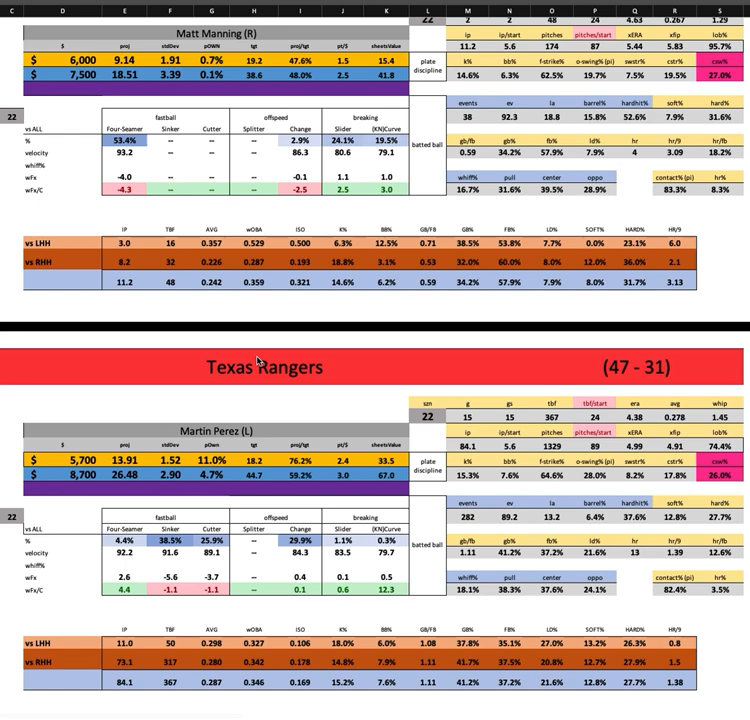 C D E F G H I J K L M N O P Q R S
22 2 2 48 24 4.63 0.267 1.29
Matt Manning (R) ip ip/start pitches pitches/start xERA xfip lob%
$ proj stdDev pOWN tgt proj/tgt pt/$ sheetsValue 11.2 5.6 174 87 5.44 5.83 95.7%
$ 6,000 9.14 1.91 0.7% 19.2 47.6% 1.5 15.4 plate discipline k% bb% f-strike% o-swing% (pi) swstr% cstr% csw%
$ 7,500 18.51 3.39 0.1% 38.6 48.0% 2.5 41.8 14.6% 6.3% 62.5% 19.7% 7.5% 19.5% 27.0%
events ev la barrel% hardhit% soft% hard%
22 fastball offspeed breaking 38 92.3 18.8 15.8% 52.6% 7.9% 31.6%
vs ALL Four-Seamer Sinker Cutter Splitter Change Slider (KN)Curve
% 53.4% -- -- -- 2.9% 24.1% 19.5% batted ball gb/fb gb% fb% ld% hr hr/9 hr/fb
velocity 93.2 -- -- -- 86.3 80.6 79.1 0.59 34.2% 57.9% 7.9% 4 3.09 18.2%
whiff%
wFx -4.0 -- -- -- -0.1 1.1 1.0 whiff% pull center oppo contact% (pi) hr%
wFx/C -4.3 -- -- -- -2.5 2.5 3.0 16.7% 31.6% 39.5% 28.9% 83.3% 8.3%
IP TBF AVG wOBA ISO K% BB% GB/FB GB% FB% LD% SOFT% HARD% HR/9
vs LHH 3.0 16 0.357 0.529 0.500 6.3% 12.5% 0.71 38.5% 53.8% 7.7% 0.0% 23.1% 6.0
vs RHH 8.2 32 0.226 0.287 0.193 18.8% 3.1% 0.53 32.0% 60.0% 8.0% 12.0% 36.0% 2.1
11.2 48 0.242 0.359 0.321 14.6% 6.2% 0.59 34.2% 57.9% 7.9% 8.0% 31.7% 3.13
Texas Rangers (47 - 31)
szn g gs tbf tbf/start era avg whip
22 15 15 367 24 4.38 0.278 1.45
Martin Perez (L) ip ip/start pitches pitches/start xERA xfip lob%
$ proj stdDev pOwn tgt proj/tgt pt/$ sheetsValue 84.1 5.6 1329 89 4.99 4.91 74.4%
$ 5,700 13.91 1.52 11.0% 18.2 76.2% 2.4 33.5 plate discipline k% bb% f-strike% o-swing% (pi) swstr% cstr% csw%
$ 8,700 26.48 2.90 4.7% 44.7 59.2% 3.0 67.0 15.3% 7.6% 64.6% 28.0% 8.2% 17.8% 26.0%
events ev la barrel% hardhit% soft% hard%
22 fastball offspeed breaking 282 89.2 13.2 6.4% 37.6% 12.8% 27.7%
vs ALL Four-Seamer Sinker Cutter Splitter Change Slider (KN)Curve
% 4.4% 38.5% 25.9% -- 29.9% 1.1% 0.3% batted ball gb/fb gb% fb% ld% hr hr/9 hr/fb
velocity 92.2 91.6 89.1 -- 84.3 83.5 79.7 1.11 41.2% 37.2% 21.6% 13 1.39 12.6%
whiff%
wFx 2.6 -5.6 -3.7 -- 0.4 0.1 0.5 whiff% pull center oppo contact% (pi) hr%
wFx/C 4.4 -1.1 -1.1 -- 0.1 0.6 12.3 18.1% 38.3% 37.6% 24.1% 82.4% 3.5%
IP TBF AVG wOBA ISO K% BB% GB/FB GB% FB% LD% SOFT% HARD% HR/9
vs LHH 11.0 50 0.298 0.327 0.106 18.0% 6.0% 1.08 37.8% 35.1% 27.0% 13.2% 26.3% 0.8
vs RHH 73.1 317 0.280 0.342 0.178 14.8% 7.9% 1.11 41.7% 37.5% 20.8% 12.7% 27.9% 1.5
84.1 367 0.287 0.346 0.169 15.2% 7.6% 1.11 41.2% 37.2% 21.6% 12.8% 27.7% 1.38